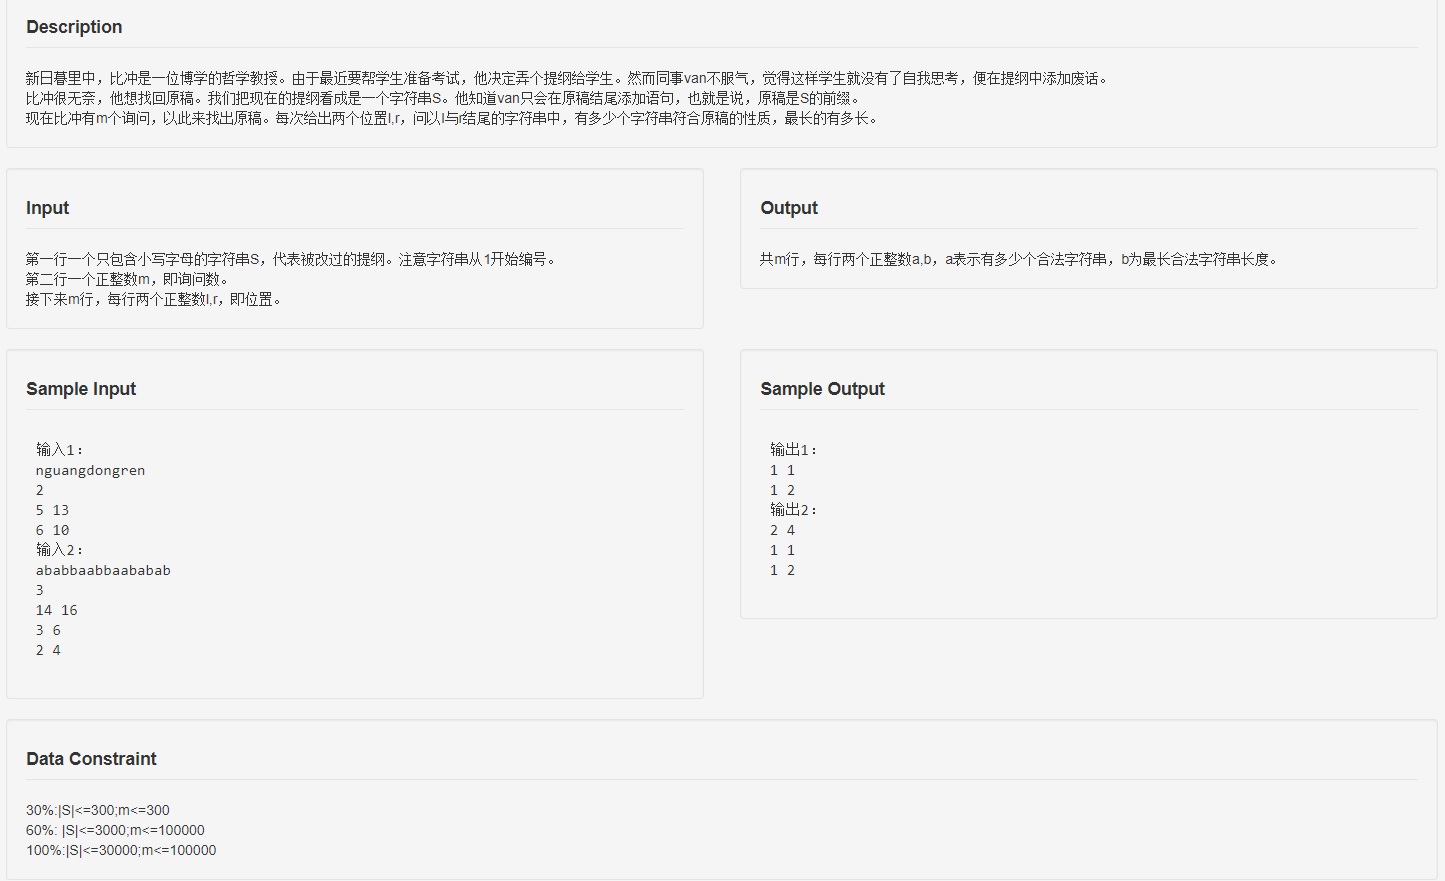 Description
新日暮里中，比冲是一位博学的哲学教授。由于最近要帮学生准备考试，他决定弄个提纲给学生。然而同事van不服气，觉得这样学生就没有了自我思考，便在提纲中添加废话。
比冲很无奈，他想找回原稿。我们把现在的提纲看成是一个字符串S。他知道van只会在原稿结尾添加语句，也就是说，原稿是S的前缀。
现在比冲有m个询问，以此来找出原稿。每次给出两个位置l,r，问以l与r结尾的字符串中，有多少个字符串符合原稿的性质，最长的有多长。
Input
第一行一个只包含小写字母的字符串S，代表被改过的提纲。注意字符串从1开始编号。
第二行一个正整数m，即询问数。
接下来m行，每行两个正整数l,r，即位置。
Output
共m行，每行两个正整数a,b，a表示有多少个合法字符串，b为最长合法字符串长度。
Sample Input
输入1：
nguangdongren
2
5 13
6 10
输入2：
ababbaabbaababab
3
14 16
3 6
2 4
Sample Output
输出1：
1 1
1 2
输出2：
2 4
1 1
1 2
Data Constraint
30%:|S|<=300;m<=300
60%: |S|<=3000;m<=100000
100%:|S|<=30000;m<=100000